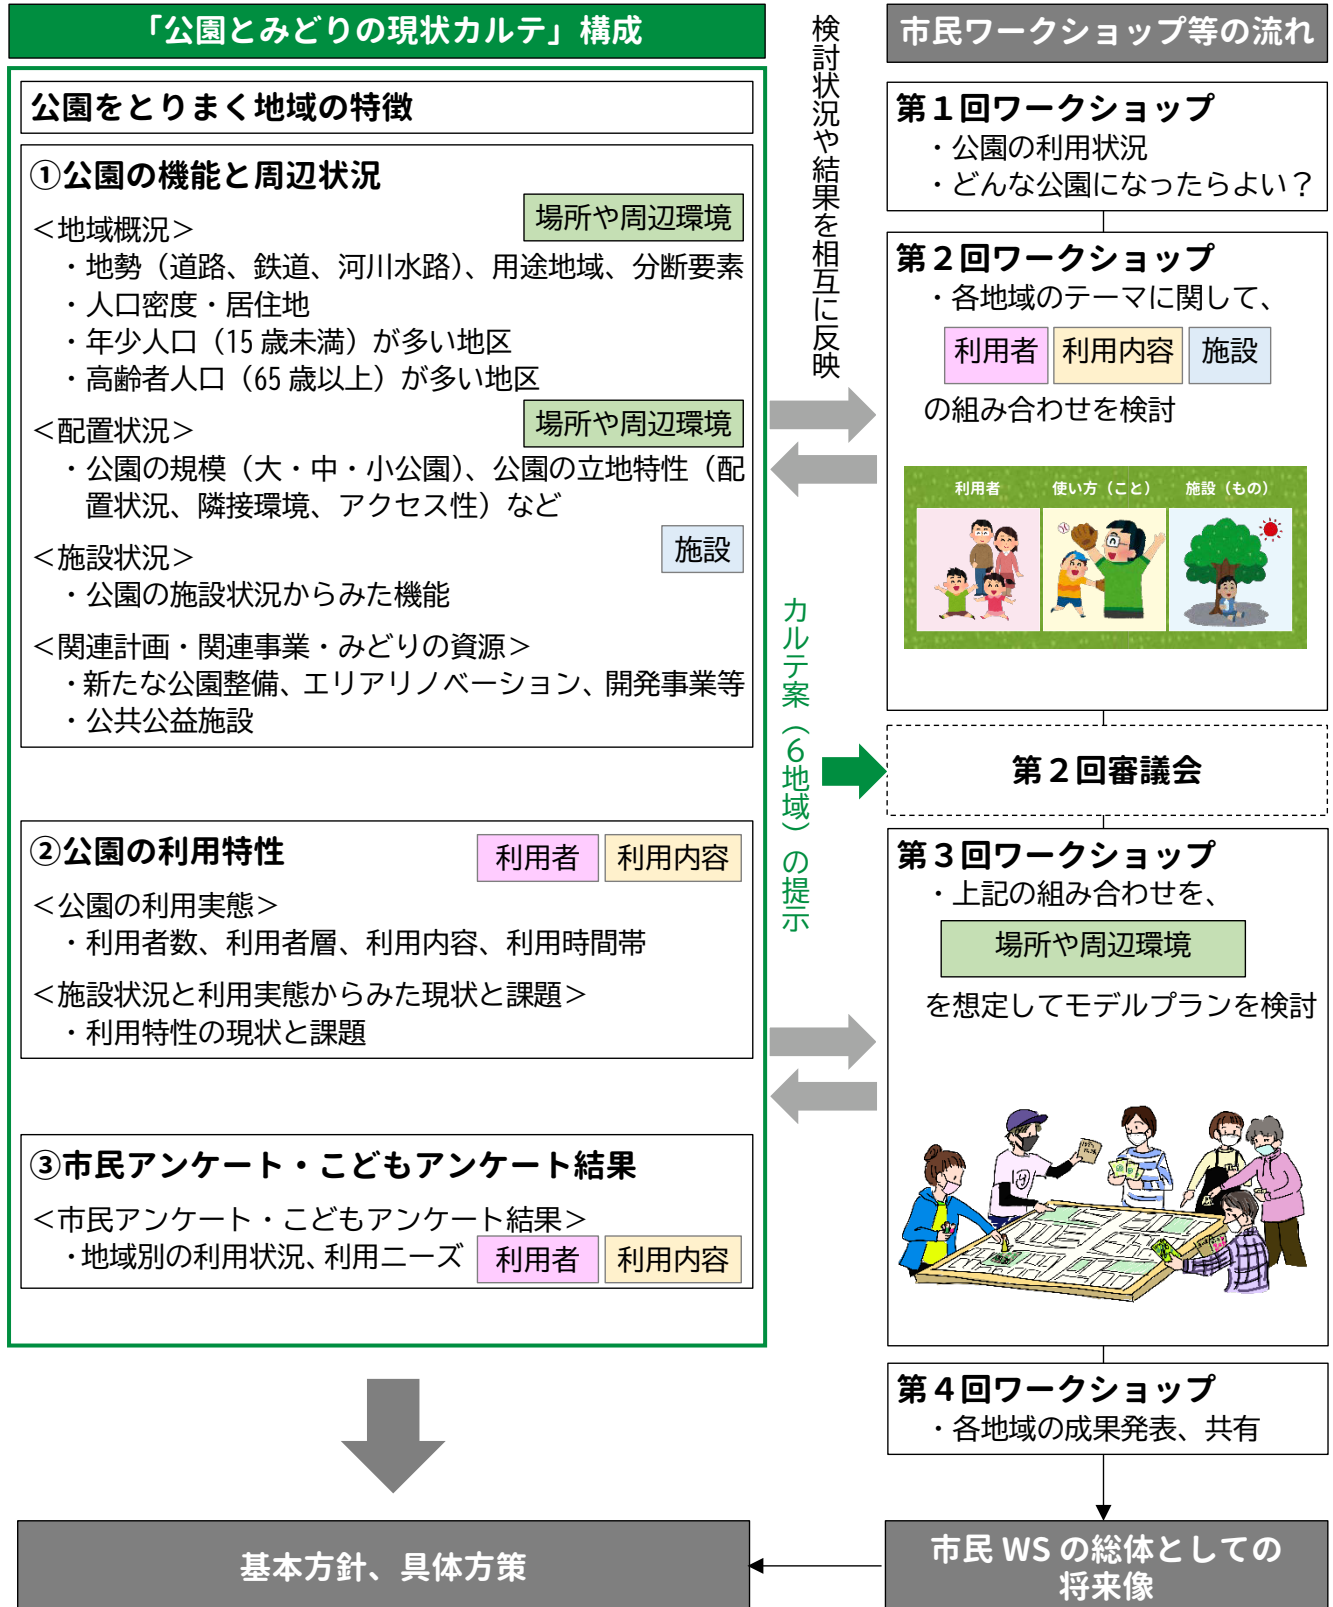 「公園とみどりの現状カルテ」構成
公園をとりまく地域の特徴
①公園の機能と周辺状況
場所や周辺環境
＜地域概況＞
・地勢（道路、鉄道、河川水路）、用途地域、分断要素
・人口密度・居住地
・年少人口（15歳未満）が多い地区
・高齢者人口（65歳以上）が多い地区
場所や周辺環境
＜配置状況＞
・公園の規模（大・中・小公園）、公園の立地特性（配
置状況、隣接環境、アクセス性）など
施設
＜施設状況＞
・公園の施設状況からみた機能
＜関連計画・関連事業・みどりの資源＞
・新たな公園整備、エリアリノベーション、開発事業等
・公共公益施設
②公園の利用特性
利用者 利用内容
＜公園の利用実態＞
・利用者数、利用者層、利用内容、利用時間帯
＜施設状況と利用実態からみた現状と課題＞
・利用特性の現状と課題
③市民アンケート・こどもアンケート結果
＜市民アンケート・こどもアンケート結果＞
・地域別の利用状況、利用ニーズ
利用者 利用内容
基本方針、具体方策
検討状況や結果を相互に反映
カルテ案（６地域）の提示
市民ワークショップ等の流れ
第１回ワークショップ
・公園の利用状況
・どんな公園になったらよい？
第２回ワークショップ
・各地域のテーマに関して、
利用者 利用内容 施設
の組み合わせを検討
利用者 使い方（こと） 施設（もの）
第２回審議会
第３回ワークショップ
・上記の組み合わせを、
場所や周辺環境
を想定してモデルプランを検討
第４回ワークショップ
・各地域の成果発表、共有
市民 WS の総体としての
将来像